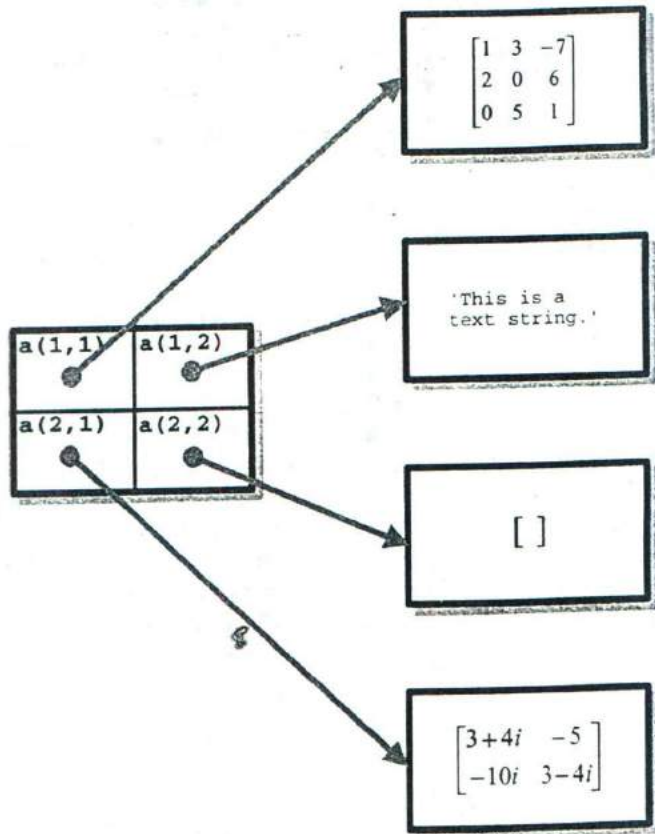 [1 3 -7
2 0 6
0 5 1]
'This is a
text string.'
a(1,1) a(1,2)
a(2,1) a(2,2)
[ ]
[3+4i -5
-10i 3-4i]